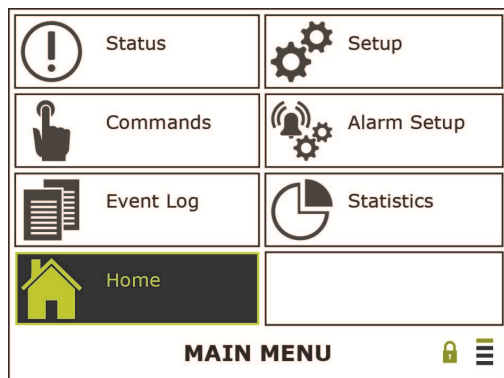 Status
Setup
Commands
Alarm Setup
Event Log
Statistics
Home
MAIN MENU